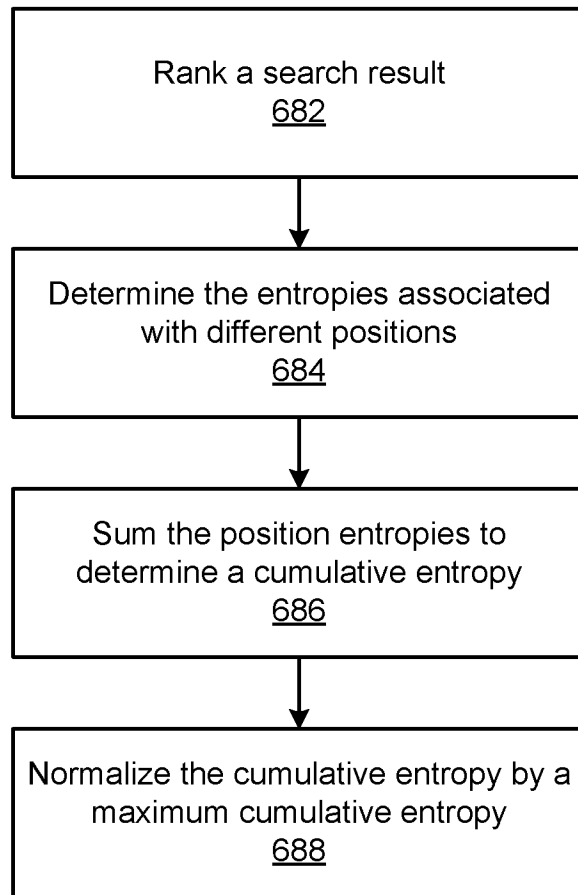 Rank a search result
682
Determine the entropies associated
with different positions
684
Sum the position entropies to
determine a cumulative entropy
686
Normalize the cumulative entropy by a
maximum cumulative entropy
688